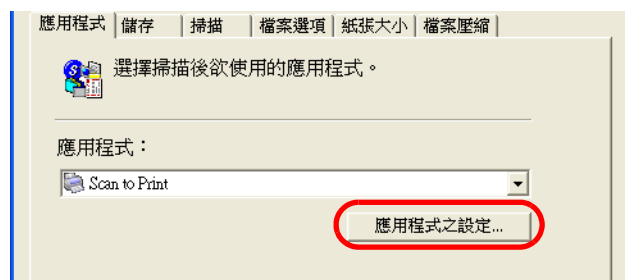 應用程式 儲存 掃描 檔案選項 紙張大小 檔案壓縮
選擇掃描後欲使用的應用程式。
應用程式：
Scan to Print
應用程式之設定...